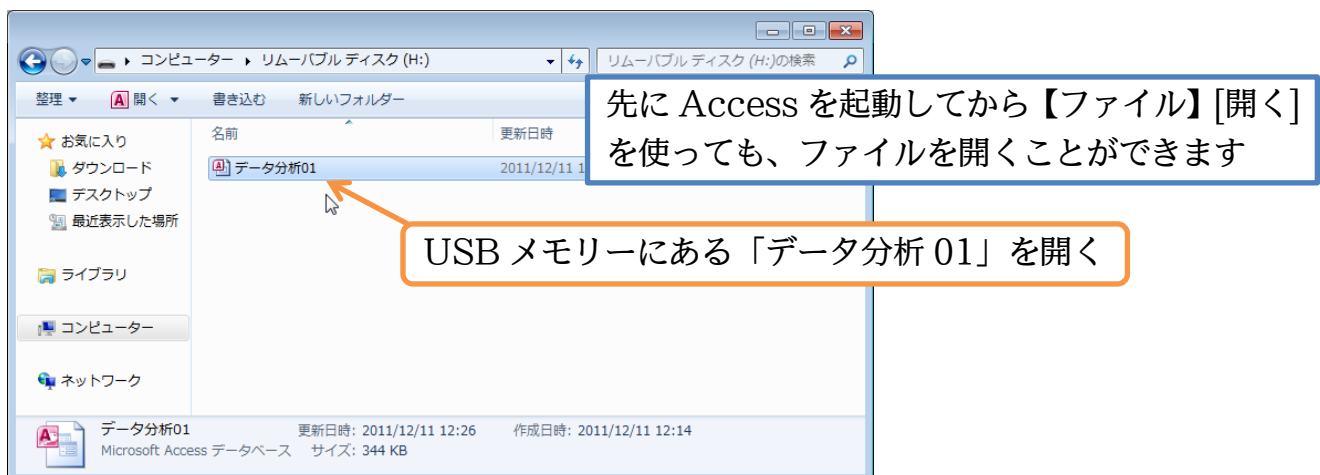 コンピューター ▸ リムーバブル ディスク (H:)
リムーバブル ディスク (H:)の検索
整理 開く 書き込む 新しいフォルダー
先に Access を起動してから【ファイル】[開く]
を使っても、ファイルを開くことができます
お気に入り
ダウンロード
デスクトップ
最近表示した場所
ライブラリ
コンピューター
ネットワーク
名前 更新日時
データ分析01 2011/12/11 1
USB メモリーにある「データ分析 01」を開く
データ分析01 更新日時: 2011/12/11 12:26 作成日時: 2011/12/11 12:14
Microsoft Access データベース サイズ: 344 KB